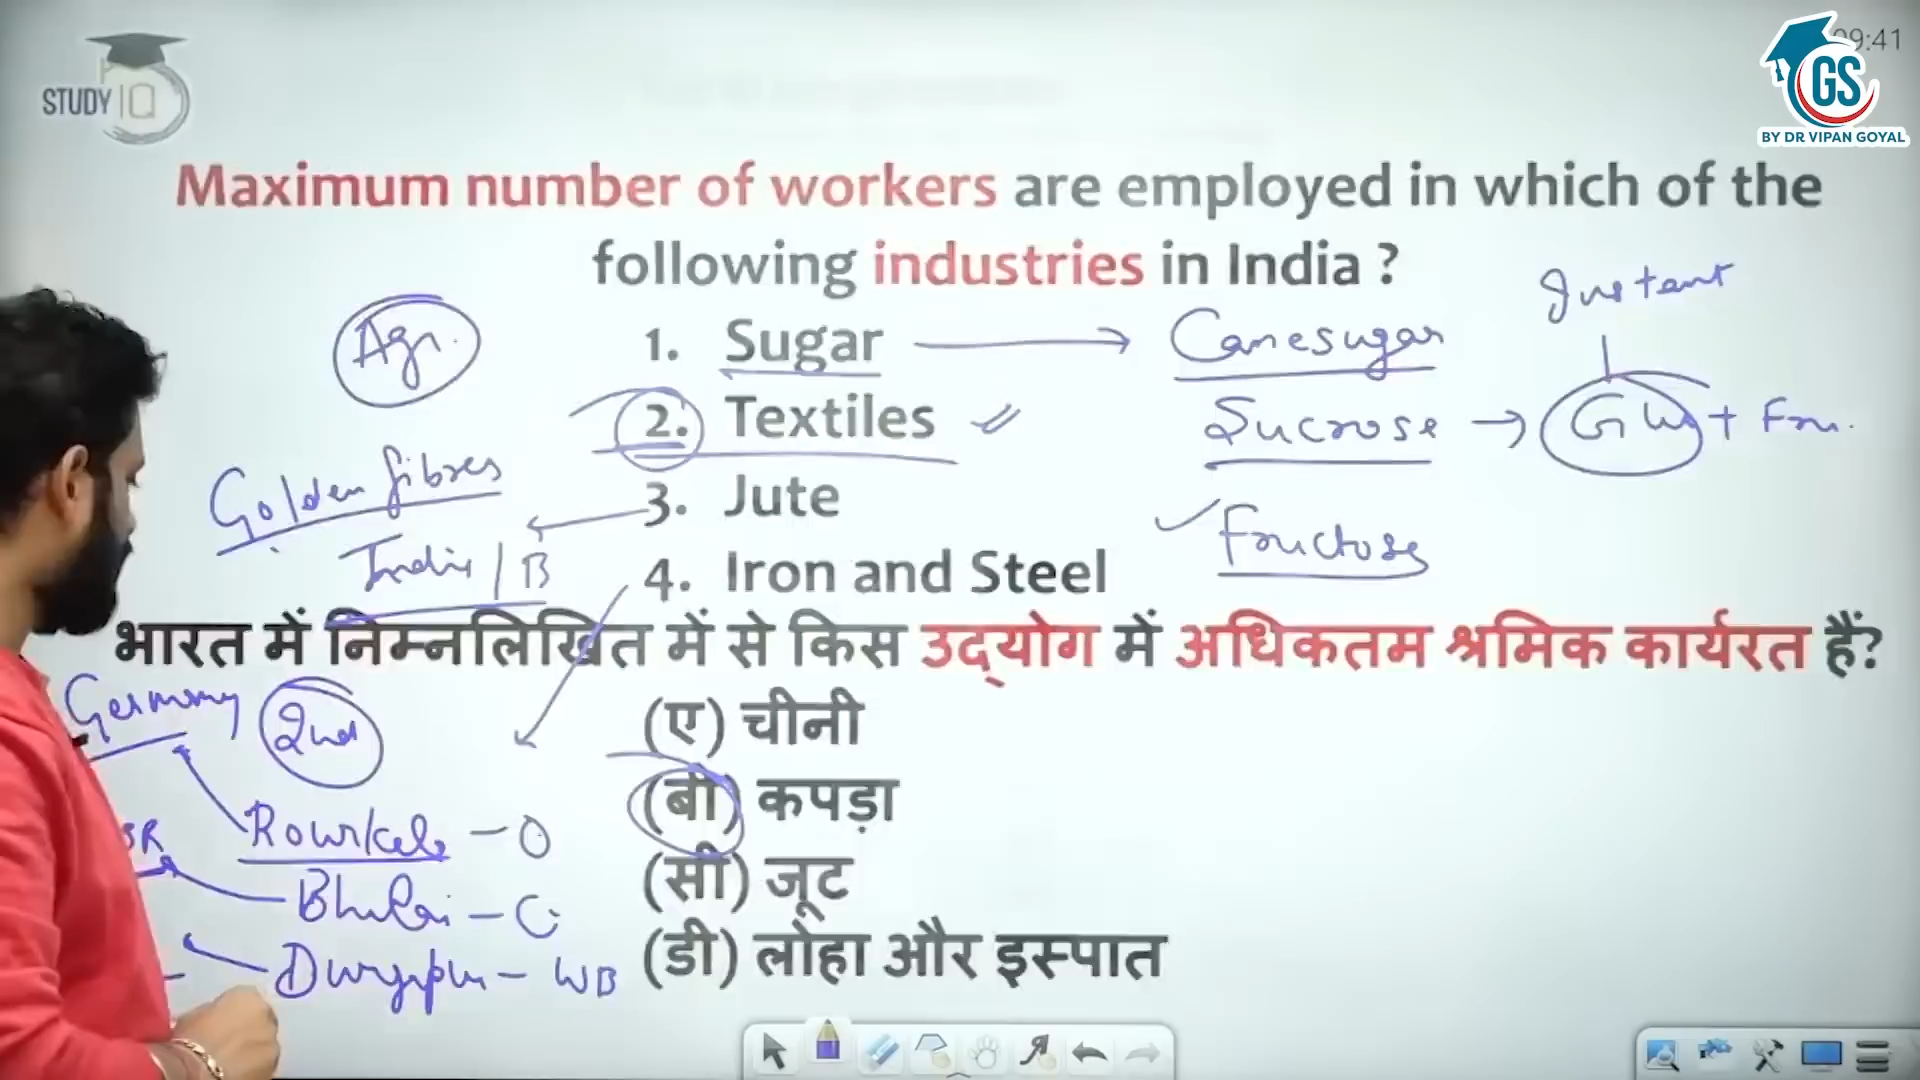 STUDY IQ
09:41
GS
BY DR VIPAN GOYAL
Maximum number of workers are employed in which of the
following industries in India ?
Instant
Agr.
1. Sugar → Canesugar
2. Textiles
Sucrose → Glu + Fru.
Golden fibres
3. Jute
Fructose
India / B
4. Iron and Steel
भारत में निम्नलिखित में से किस उद्योग में अधिकतम श्रमिक कार्यरत हैं?
Germany
2nd
(ए) चीनी
(बी) कपड़ा
Rourkela - O
(सी) जूट
Bhilai - C
(डी) लोहा और इस्पात
Durgapur - WB